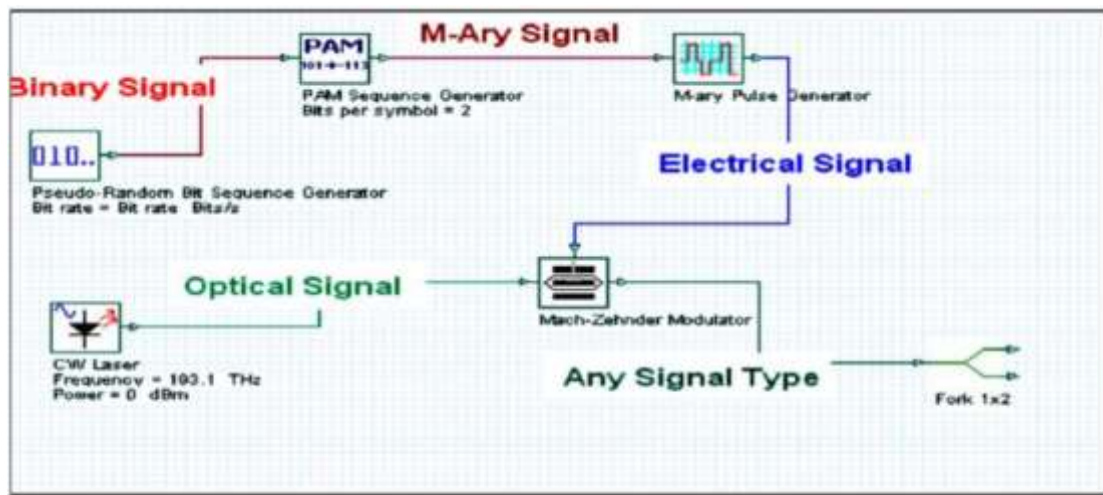 PAM
M-Ary Signal
Binary Signal
PAM Sequence Generator
Bits per symbol = 2
M-ary Pulse Generator
010..
Electrical Signal
Pseudo-Random Bit Sequence Generator
Bit rate = Bit rate Bits/s
Optical Signal
Mach-Zehnder Modulator
CW Laser
Frequency = 193.1 THz
Power = 0 dBm
Any Signal Type
Fork 1x2